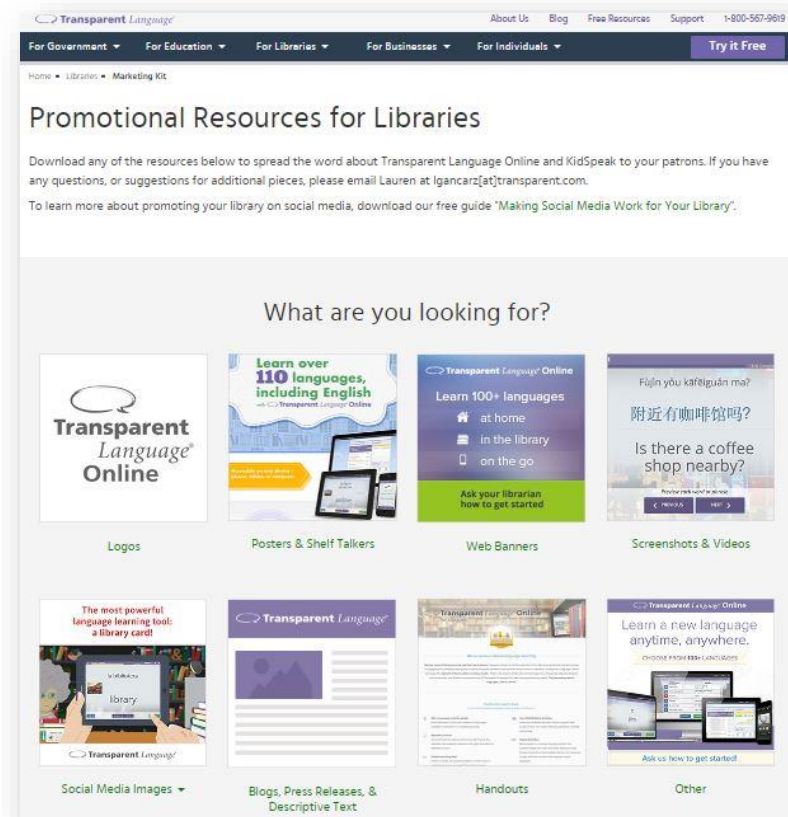 Transparent Language
About Us Blog Free Resources Support 1-800-567-9619
For Government For Education For Libraries For Businesses For Individuals Try it Free
Home Libraries Marketing Kit
Promotional Resources for Libraries
Download any of the resources below to spread the word about Transparent Language Online and KidSpeak to your patrons. If you have
any questions, or suggestions for additional pieces, please email Lauren at lgancarz[at]transparent.com.
To learn more about promoting your library on social media, download our free guide "Making Social Media Work for Your Library".
What are you looking for?
Transparent
Language
Online
Logos
Learn over
110 languages,
including English
with Transparent Language Online
Posters & Shelf Talkers
Transparent Language Online
Learn 100+ languages
at home
in the library
on the go
Ask your librarian
how to get started
Web Banners
Fùjìn yǒu kāfēiguǎn ma?
附近有咖啡馆吗?
Is there a coffee
shop nearby?
PREVIOUS NEXT
Screenshots & Videos
The most powerful
language learning tool:
a library card!
la biblioteca
library
Transparent Language
Social Media Images
Transparent Language
Blogs, Press Releases, &
Descriptive Text
Transparent Language Online
Handouts
Transparent Language Online
Learn a new language
anytime, anywhere.
CHOOSE FROM 100+ LANGUAGES
Ask us how to get started!
Other